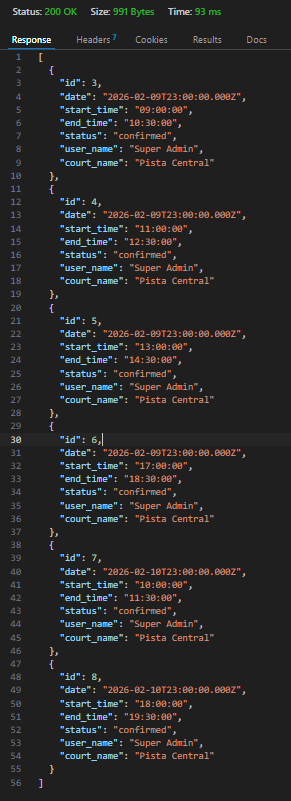 Status: 200 OK Size: 991 Bytes Time: 93 ms
Response Headers 7 Cookies Results Docs
1 [
2 {
3 "id": 3,
4 "date": "2026-02-09T23:00:00.000Z",
5 "start_time": "09:00:00",
6 "end_time": "10:30:00",
7 "status": "confirmed",
8 "user_name": "Super Admin",
9 "court_name": "Pista Central"
10 },
11 {
12 "id": 4,
13 "date": "2026-02-09T23:00:00.000Z",
14 "start_time": "11:00:00",
15 "end_time": "12:30:00",
16 "status": "confirmed",
17 "user_name": "Super Admin",
18 "court_name": "Pista Central"
19 },
20 {
21 "id": 5,
22 "date": "2026-02-09T23:00:00.000Z",
23 "start_time": "13:00:00",
24 "end_time": "14:30:00",
25 "status": "confirmed",
26 "user_name": "Super Admin",
27 "court_name": "Pista Central"
28 },
29 {
30 "id": 6,
31 "date": "2026-02-09T23:00:00.000Z",
32 "start_time": "17:00:00",
33 "end_time": "18:30:00",
34 "status": "confirmed",
35 "user_name": "Super Admin",
36 "court_name": "Pista Central"
37 },
38 {
39 "id": 7,
40 "date": "2026-02-10T23:00:00.000Z",
41 "start_time": "10:00:00",
42 "end_time": "11:30:00",
43 "status": "confirmed",
44 "user_name": "Super Admin",
45 "court_name": "Pista Central"
46 },
47 {
48 "id": 8,
49 "date": "2026-02-10T23:00:00.000Z",
50 "start_time": "18:00:00",
51 "end_time": "19:30:00",
52 "status": "confirmed",
53 "user_name": "Super Admin",
54 "court_name": "Pista Central"
55 }
56 ]